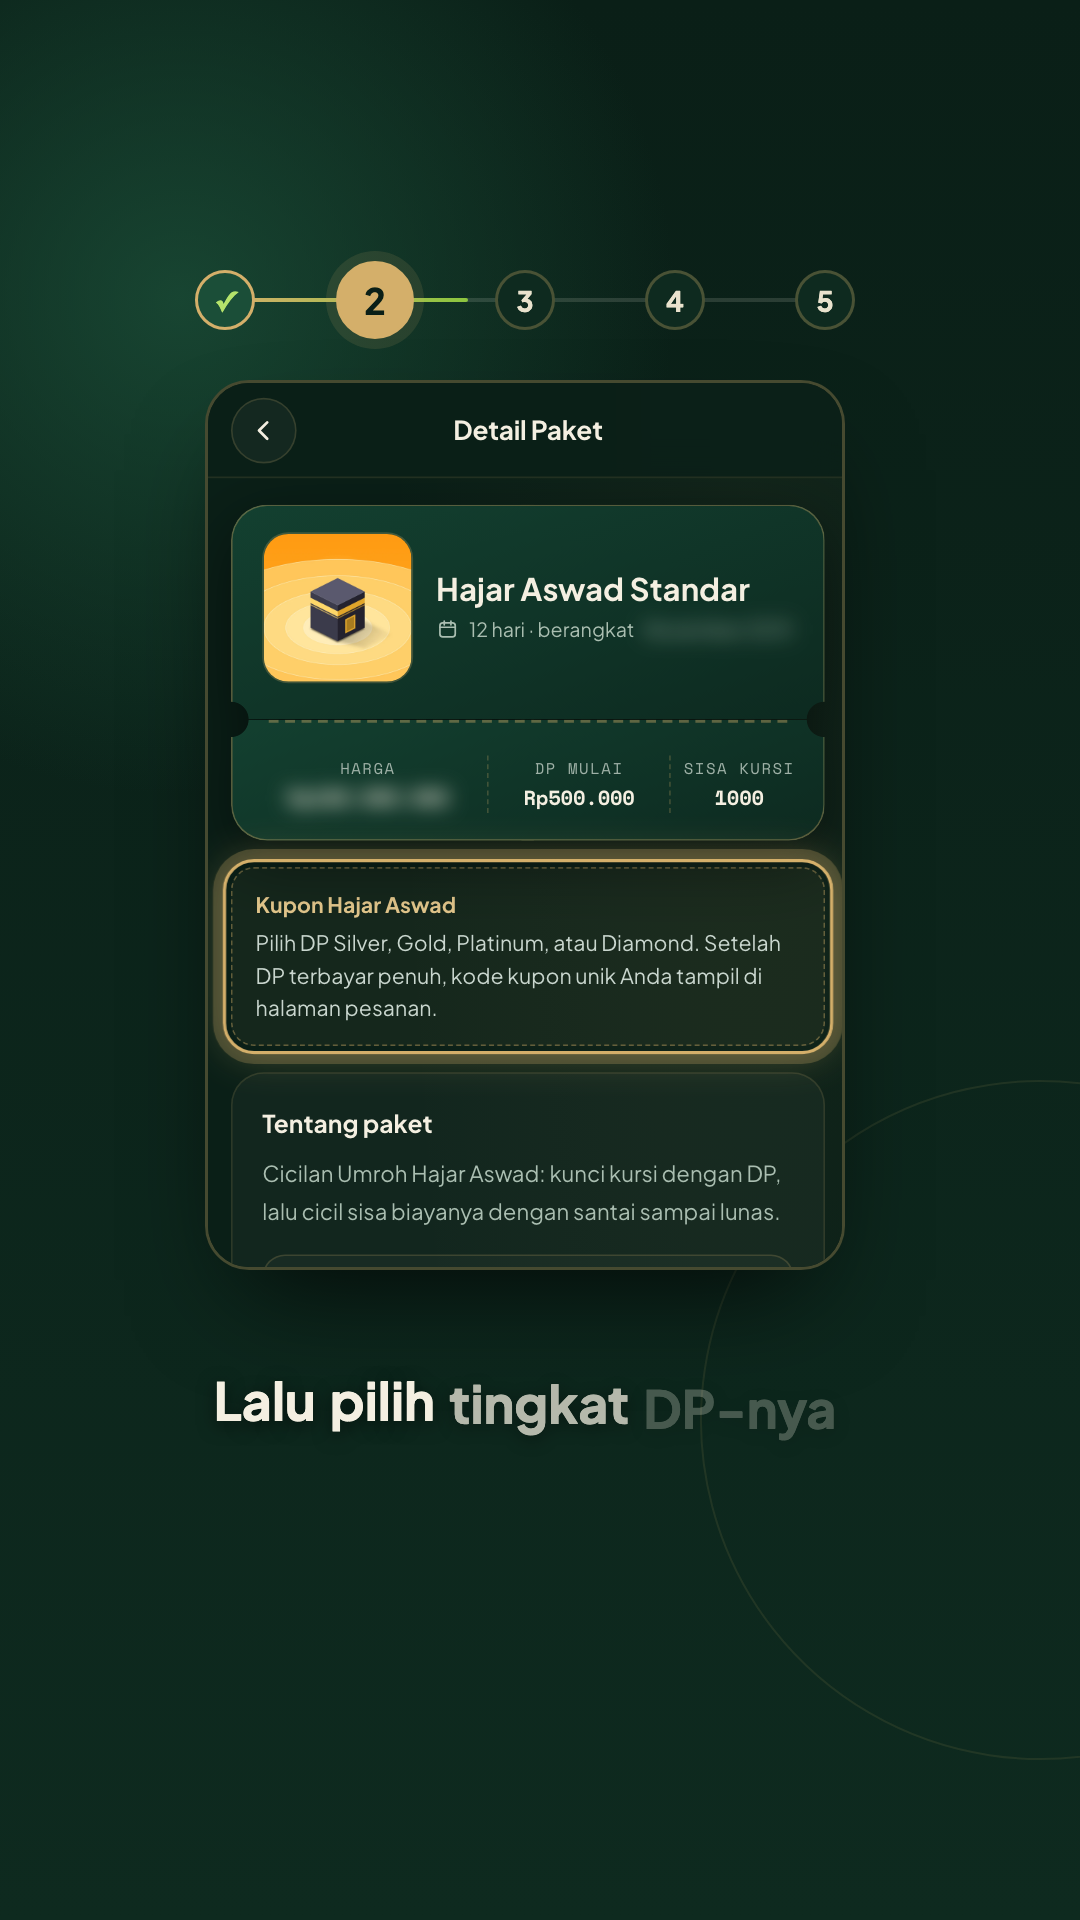 ✓ 2 3 4 5
Detail Paket
Hajar Aswad Standar
12 hari · berangkat
HARGA DP MULAI SISA KURSI
Rp500.000 1000
Kupon Hajar Aswad
Pilih DP Silver, Gold, Platinum, atau Diamond. Setelah
DP terbayar penuh, kode kupon unik Anda tampil di
halaman pesanan.
Tentang paket
Cicilan Umroh Hajar Aswad: kunci kursi dengan DP,
lalu cicil sisa biayanya dengan santai sampai lunas.
Lalu pilih tingkat DP-nya